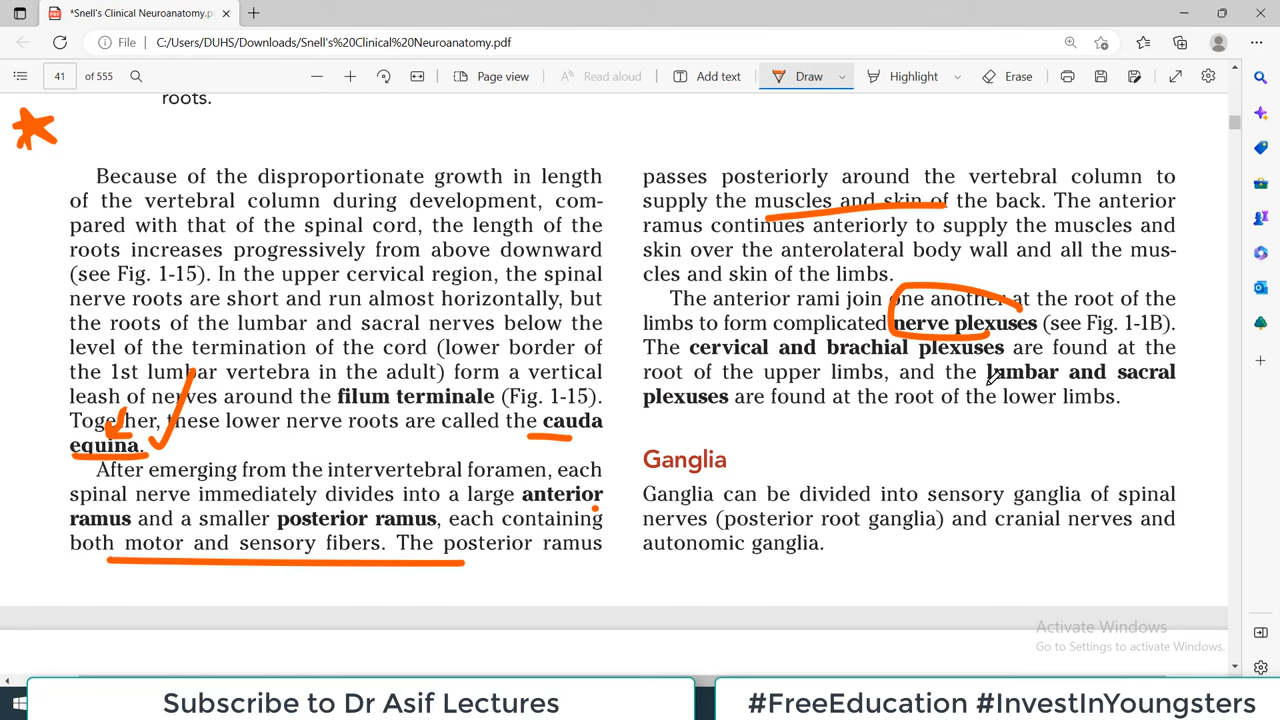 *Snell's Clinical Neuroanatomy.p
File
C:/Users/DUHS/Downloads/Snell's%20Clinical%20Neuroanatomy.pdf
41 of 555
Page view
Read aloud
Add text
Draw
Highlight
Erase
roots.
Because of the disproportionate growth in length
of the vertebral column during development, com-
pared with that of the spinal cord, the length of the
roots increases progressively from above downward
(see Fig. 1-15). In the upper cervical region, the spinal
nerve roots are short and run almost horizontally, but
the roots of the lumbar and sacral nerves below the
level of the termination of the cord (lower border of
the 1st lumbar vertebra in the adult) form a vertical
leash of nerves around the filum terminale (Fig. 1-15).
Together, these lower nerve roots are called the cauda
equina.
After emerging from the intervertebral foramen, each
spinal nerve immediately divides into a large anterior
ramus and a smaller posterior ramus, each containing
both motor and sensory fibers. The posterior ramus
passes posteriorly around the vertebral column to
supply the muscles and skin of the back. The anterior
ramus continues anteriorly to supply the muscles and
skin over the anterolateral body wall and all the mus-
cles and skin of the limbs.
The anterior rami join one another at the root of the
limbs to form complicated nerve plexuses (see Fig. 1-1B).
The cervical and brachial plexuses are found at the
root of the upper limbs, and the lumbar and sacral
plexuses are found at the root of the lower limbs.
Ganglia
Ganglia can be divided into sensory ganglia of spinal
nerves (posterior root ganglia) and cranial nerves and
autonomic ganglia.
Activate Windows
Go to Settings to activate Windows.
Subscribe to Dr Asif Lectures
#FreeEducation #InvestInYoungsters